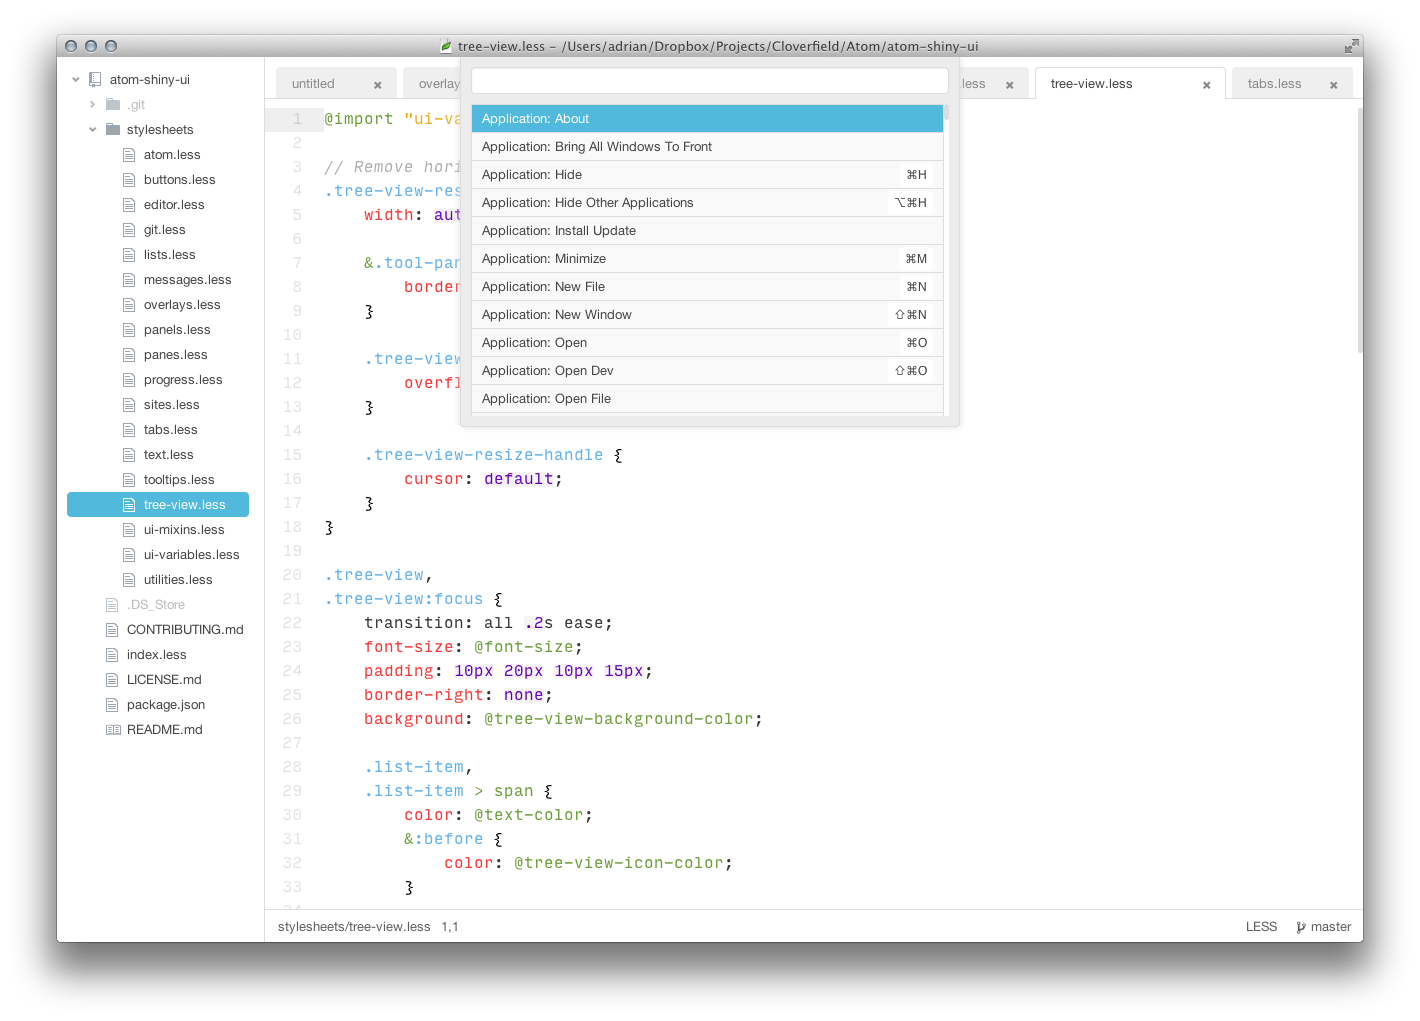 tree-view.less – /Users/adrian/Dropbox/Projects/Cloverfield/Atom/atom-shiny-ui
atom-shiny-ui
.git
stylesheets
atom.less
buttons.less
editor.less
git.less
lists.less
messages.less
overlays.less
panels.less
panes.less
progress.less
sites.less
tabs.less
text.less
tooltips.less
tree-view.less
ui-mixins.less
ui-variables.less
utilities.less
.DS_Store
CONTRIBUTING.md
index.less
LICENSE.md
package.json
README.md
untitled
overlay
.less
tree-view.less
tabs.less
Application: About
Application: Bring All Windows To Front
Application: Hide ⌘H
Application: Hide Other Applications ⌥⌘H
Application: Install Update
Application: Minimize ⌘M
Application: New File ⌘N
Application: New Window ⇧⌘N
Application: Open ⌘O
Application: Open Dev ⇧⌘O
Application: Open File
1 @import "ui-va
2
3 // Remove hori
4 .tree-view-res
5 width: aut
6
7 &.tool-pan
8 border
9 }
10
11 .tree-view
12 overfl
13 }
14
15 .tree-view-resize-handle {
16 cursor: default;
17 }
18 }
19
20 .tree-view,
21 .tree-view:focus {
22 transition: all .2s ease;
23 font-size: @font-size;
24 padding: 10px 20px 10px 15px;
25 border-right: none;
26 background: @tree-view-background-color;
27
28 .list-item,
29 .list-item > span {
30 color: @text-color;
31 &:before {
32 color: @tree-view-icon-color;
33 }
34
stylesheets/tree-view.less 1,1
LESS master